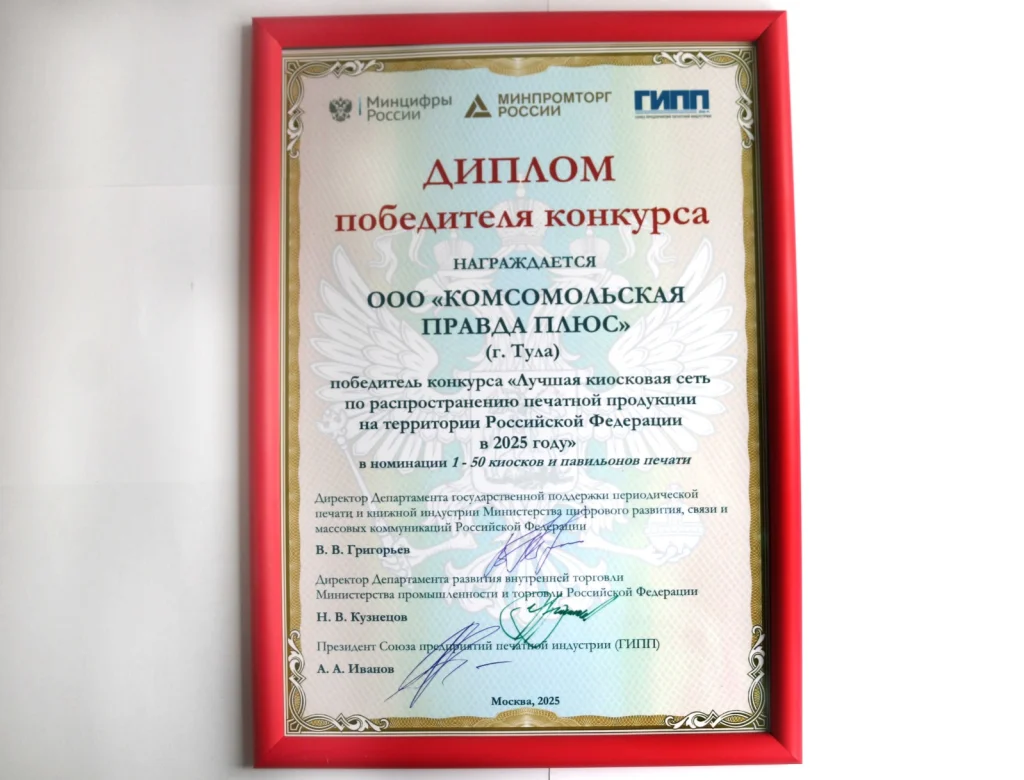 Минцифры
России
МИНПРОМТОРГ
РОССИИ
ГИПП
ДИПЛОМ
победителя конкурса
НАГРАЖДАЕТСЯ
ООО «КОМСОМОЛЬСКАЯ
ПРАВДА ПЛЮС»
(г. Тула)
победитель конкурса «Лучшая киосковая сеть
по распространению печатной продукции
на территории Российской Федерации
в 2025 году»
в номинации 1 - 50 киосков и павильонов печати
Директор Департамента государственной поддержки периодической
печати и книжной индустрии Министерства цифрового развития, связи и
массовых коммуникаций Российской Федерации
В. В. Григорьев
Директор Департамента развития внутренней торговли
Министерства промышленности и торговли Российской Федерации
Н. В. Кузнецов
Президент Союза предприятий печатной индустрии (ГИПП)
А. А. Иванов
Москва, 2025